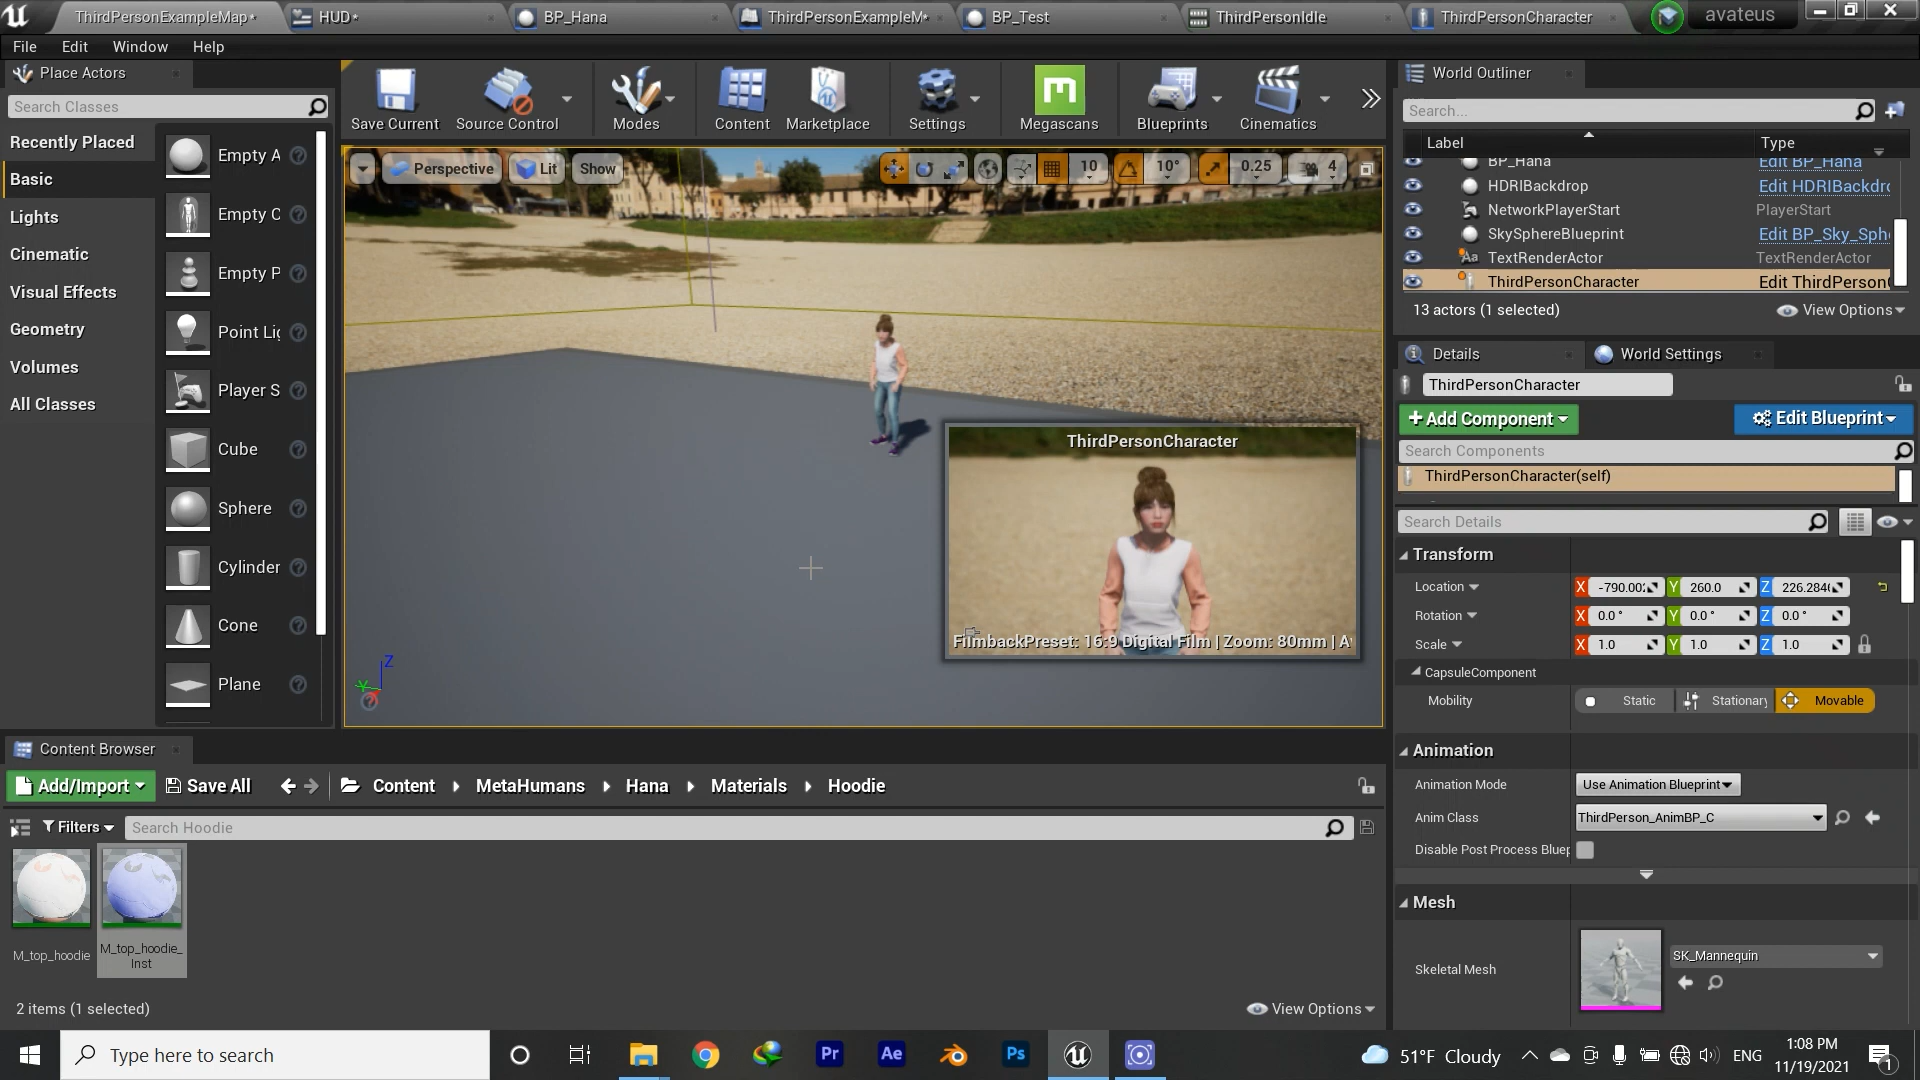 ThirdPersonExampleMap*
HUD*
BP_Hana
ThirdPersonExampleM*
BP_Test
ThirdPersonIdle
ThirdPersonCharacter
avateus
File
Edit
Window
Help
Place Actors
Search Classes
Recently Placed
Basic
Lights
Cinematic
Visual Effects
Geometry
Volumes
All Classes
Empty A
Empty C
Empty P
Point Lig
Player S
Cube
Sphere
Cylinder
Cone
Plane
Save Current
Source Control
Modes
Content
Marketplace
Settings
Megascans
Blueprints
Cinematics
Perspective
Lit
Show
10
10°
0.25
4
ThirdPersonCharacter
FilmbackPreset: 16:9 Digital Film | Zoom: 80mm | A
Z
Y
World Outliner
Search...
Label
Type
BP_Hana
Edit BP_Hana
HDRIBackdrop
Edit HDRIBackdro
NetworkPlayerStart
PlayerStart
SkySphereBlueprint
Edit BP_Sky_Sph
TextRenderActor
TextRenderActor
ThirdPersonCharacter
Edit ThirdPerson
13 actors (1 selected)
View Options
Details
World Settings
ThirdPersonCharacter
+Add Component
Edit Blueprint
Search Components
ThirdPersonCharacter(self)
Search Details
Transform
Location
X -790.002 Y 260.0 Z 226.284
Rotation
X 0.0 ° Y 0.0 ° Z 0.0 °
Scale
X 1.0 Y 1.0 Z 1.0
CapsuleComponent
Mobility
Static
Stationary
Movable
Animation
Animation Mode
Use Animation Blueprint
Anim Class
ThirdPerson_AnimBP_C
Disable Post Process Bluep
Mesh
Skeletal Mesh
SK_Mannequin
Content Browser
Add/Import
Save All
Content
MetaHumans
Hana
Materials
Hoodie
Filters
Search Hoodie
M_top_hoodie
M_top_hoodie_
Inst
2 items (1 selected)
View Options
Type here to search
Pr
Ae
Ps
51°F Cloudy
ENG
1:08 PM
11/19/2021
1